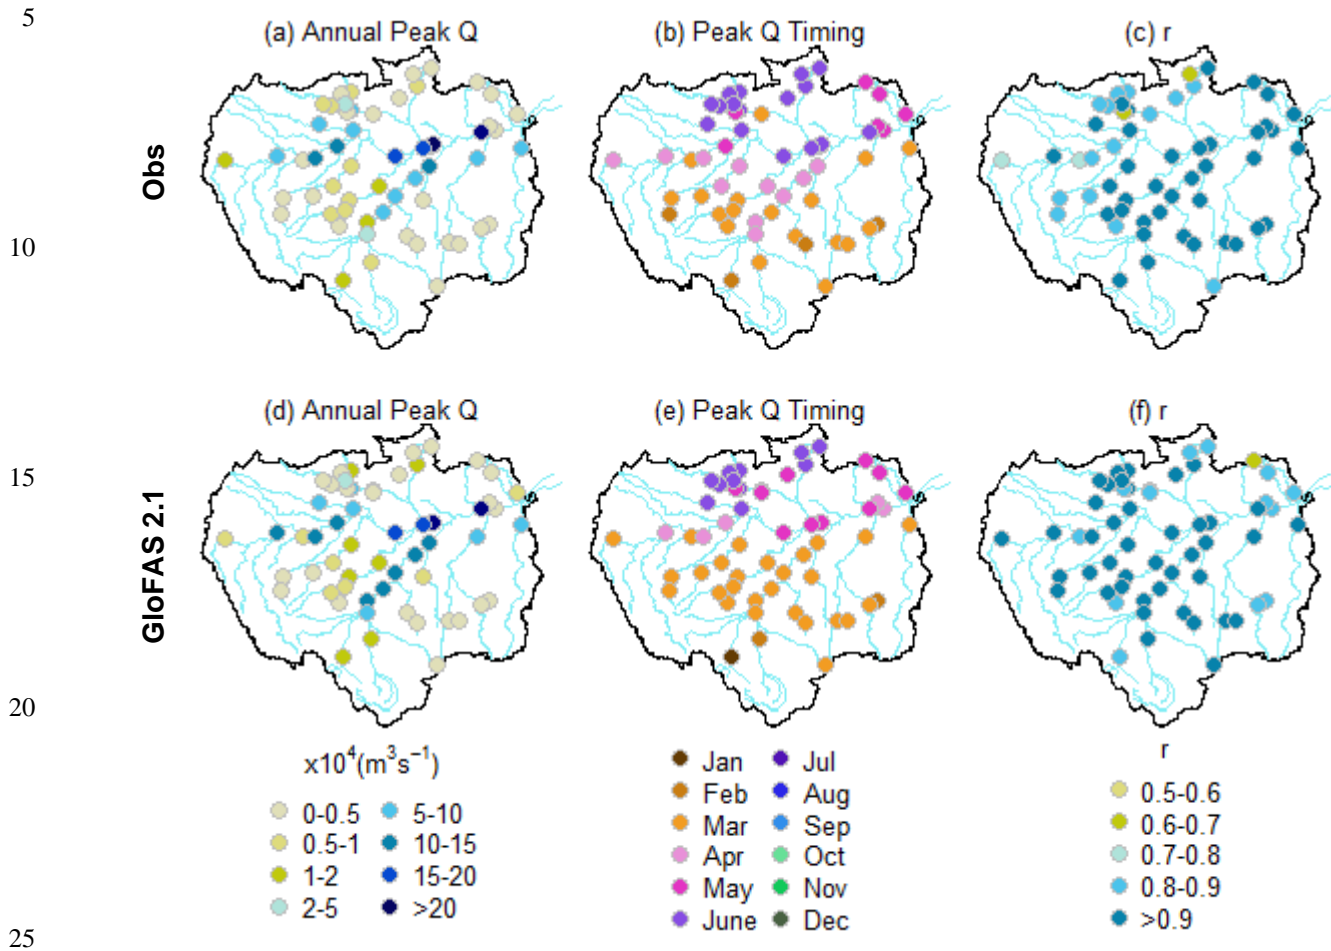 5
(a) Annual Peak Q (b) Peak Q Timing (c) r
Obs
10
(d) Annual Peak Q (e) Peak Q Timing (f) r
15
GloFAS 2.1
20
x10⁴(m³s⁻¹)
0-0.5 5-10
0.5-1 10-15
1-2 15-20
2-5 >20
Jan Jul
Feb Aug
Mar Sep
Apr Oct
May Nov
June Dec
r
0.5-0.6
0.6-0.7
0.7-0.8
0.8-0.9
>0.9
25